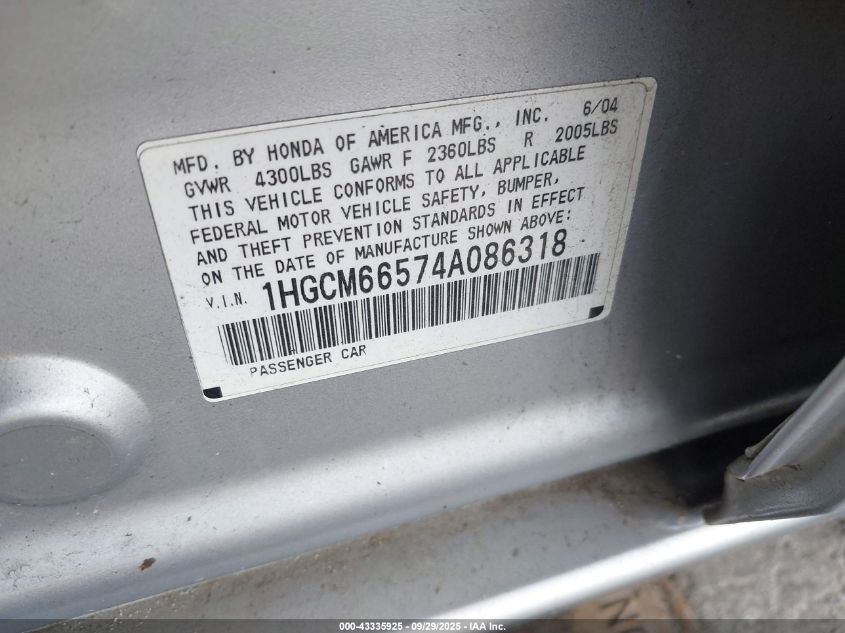 MFD. BY HONDA OF AMERICA MFG., INC. 6/04
GVWR 4300LBS GAWR F 2360LBS R 2005LBS
THIS VEHICLE CONFORMS TO ALL APPLICABLE
FEDERAL MOTOR VEHICLE SAFETY, BUMPER,
AND THEFT PREVENTION STANDARDS IN EFFECT
ON THE DATE OF MANUFACTURE SHOWN ABOVE:
V.I.N. 1HGCM66574A086318
PASSENGER CAR
000-43335925 - 09/29/2025 - IAA Inc.